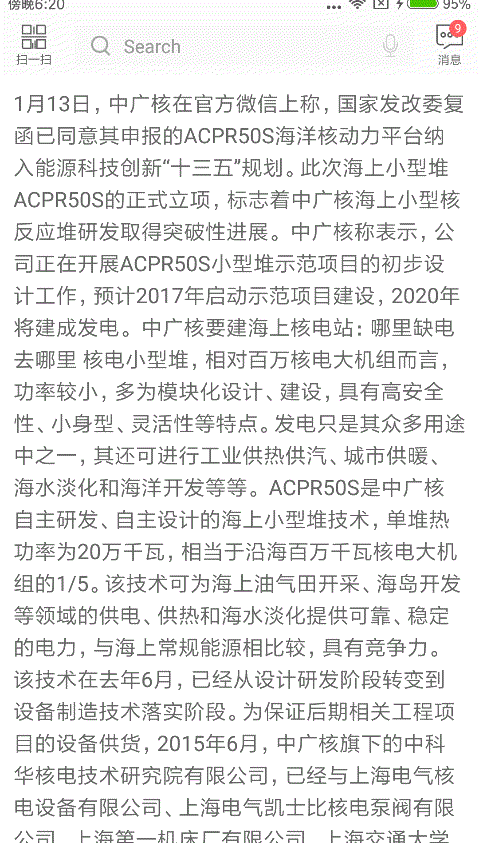 傍晚6:20
95%
扫一扫
Search
9
消息
1月13日，中广核在官方微信上称，国家发改委复
函已同意其申报的ACPR50S海洋核动力平台纳
入能源科技创新“十三五”规划。此次海上小型堆
ACPR50S的正式立项，标志着中广核海上小型核
反应堆研发取得突破性进展。 中广核称表示，公
司正在开展ACPR50S小型堆示范项目的初步设
计工作，预计2017年启动示范项目建设，2020年
将建成发电。 中广核要建海上核电站：哪里缺电
去哪里 核电小型堆，相对百万核电大机组而言，
功率较小，多为模块化设计、建设，具有高安全
性、小身型、灵活性等特点。发电只是其众多用途
中之一，其还可进行工业供热供汽、城市供暖、
海水淡化和海洋开发等等。 ACPR50S是中广核
自主研发、自主设计的海上小型堆技术，单堆热
功率为20万千瓦，相当于沿海百万千瓦核电大机
组的1/5。该技术可为海上油气田开采、海岛开发
等领域的供电、供热和海水淡化提供可靠、稳定
的电力，与海上常规能源相比较，具有竞争力。
该技术在去年6月，已经从设计研发阶段转变到
设备制造技术落实阶段。为保证后期相关工程项
目的设备供货，2015年6月，中广核旗下的中科
华核电技术研究院有限公司，已经与上海电气核
电设备有限公司、上海电气凯士比核电泵阀有限
公司、上海第一机床厂有限公司、上海交通大学